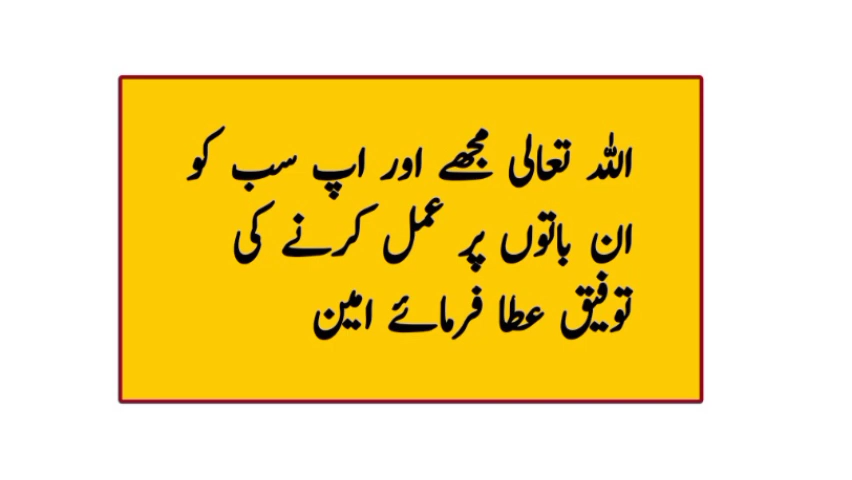 اللہ تعالی مجھے اور اپ سب کو
ان باتوں پر عمل کرنے کی
توفیق عطا فرمائے امین